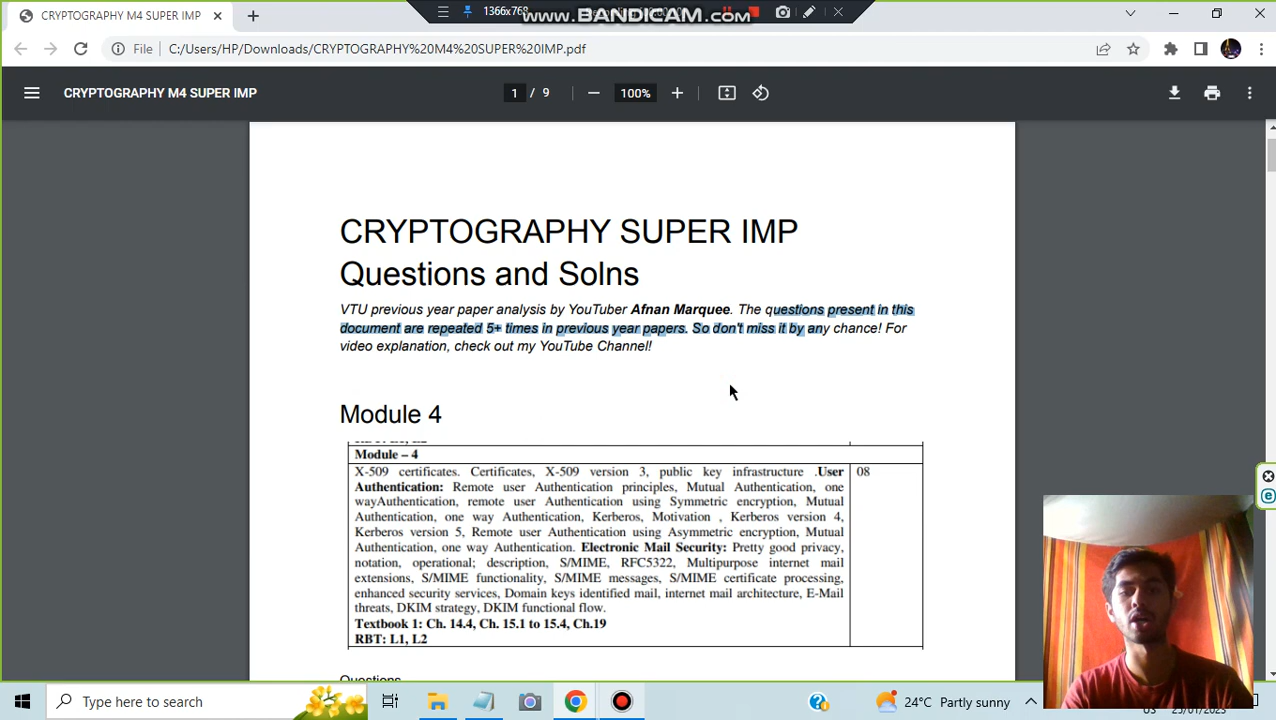 1366x768
www.BANDICAM.com
CRYPTOGRAPHY M4 SUPER IMP
File
C:/Users/HP/Downloads/CRYPTOGRAPHY%20M4%20SUPER%20IMP.pdf
CRYPTOGRAPHY M4 SUPER IMP
1 / 9
100%
CRYPTOGRAPHY SUPER IMP
Questions and Solns
VTU previous year paper analysis by YouTuber Afnan Marquee. The questions present in this
document are repeated 5+ times in previous year papers. So don't miss it by any chance! For
video explanation, check out my YouTube Channel!
Module 4
Module – 4
X-509 certificates. Certificates, X-509 version 3, public key infrastructure .User 08
Authentication: Remote user Authentication principles, Mutual Authentication, one
wayAuthentication, remote user Authentication using Symmetric encryption, Mutual
Authentication, one way Authentication, Kerberos, Motivation , Kerberos version 4,
Kerberos version 5, Remote user Authentication using Asymmetric encryption, Mutual
Authentication, one way Authentication. Electronic Mail Security: Pretty good privacy,
notation, operational; description, S/MIME, RFC5322, Multipurpose internet mail
extensions, S/MIME functionality, S/MIME messages, S/MIME certificate processing,
enhanced security services, Domain keys identified mail, internet mail architecture, E-Mail
threats, DKIM strategy, DKIM functional flow.
Textbook 1: Ch. 14.4, Ch. 15.1 to 15.4, Ch.19
RBT: L1, L2
Questions
Type here to search
24°C Partly sunny